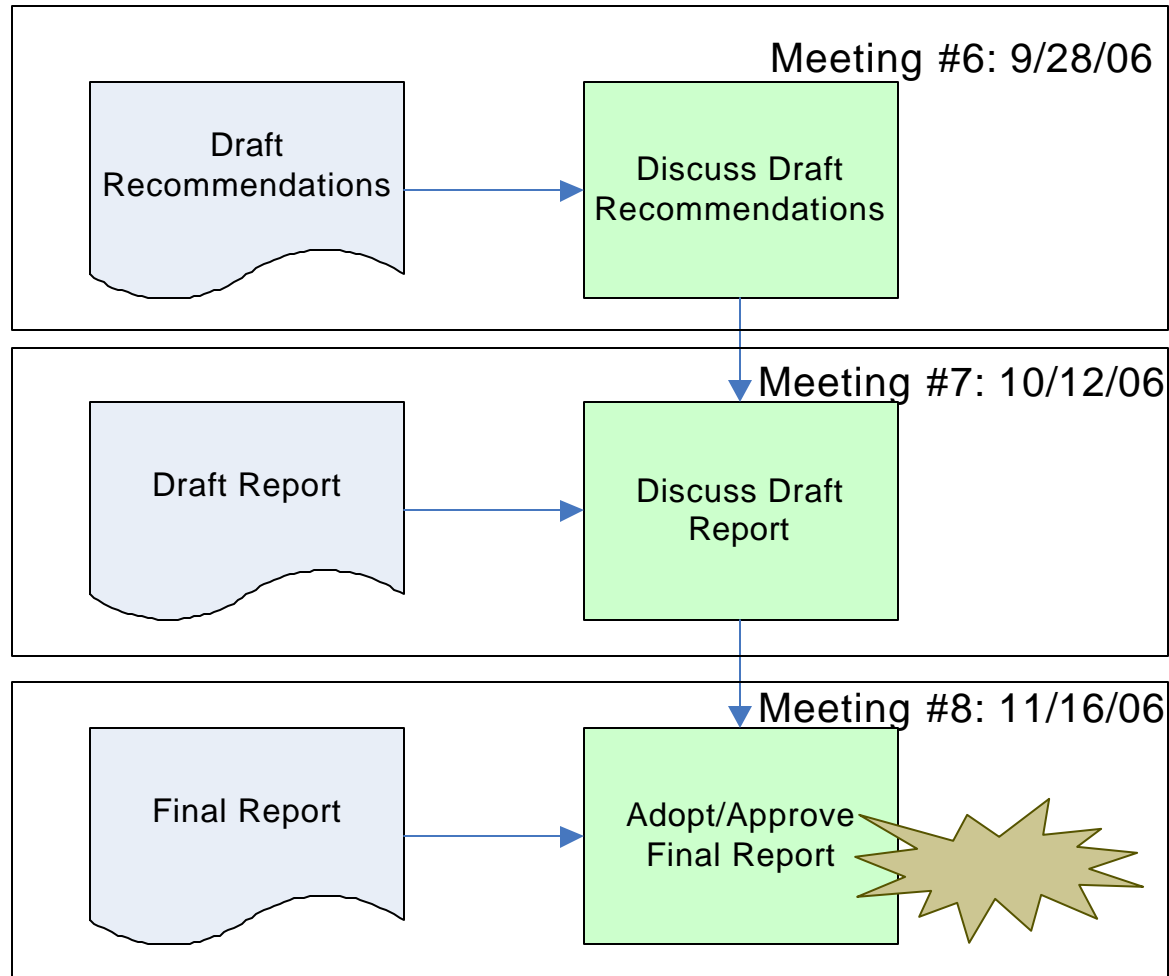 Meeting #6: 9/28/06
Draft
Recommendations
Discuss Draft
Recommendations
Meeting #7: 10/12/06
Draft Report
Discuss Draft
Report
Meeting #8: 11/16/06
Final Report
Adopt/Approve
Final Report